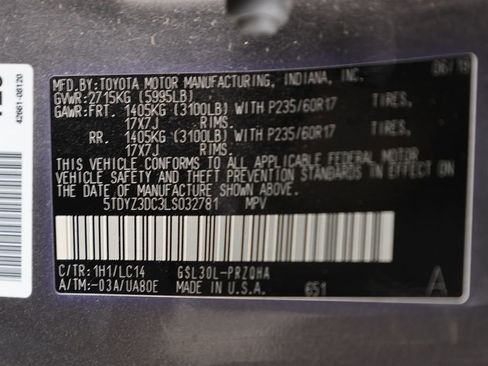 MFD.BY:TOYOTA MOTOR MANUFACTURING, INDIANA, INC.
GVWR:2715KG (5995LB)
GAWR:FRT. 1405KG (3100LB) WITH P235/60R17
17X7J RIMS.
RR. 1405KG (3100LB) WITH P235/60R17
17X7J RIMS.
THIS VEHICLE CONFORMS TO ALL APPLICABLE FEDERAL MOTOR
VEHICLE SAFETY AND THEFT PREVENTION STANDARDS IN EFFECT
ON THE DATE OF MANUFACTURE SHOWN ABOVE.
5TDYZ3DC3LS032781 MPV
C/TR:1H1/LC14 GSL30L-PRZQHA
A/TM:-03A/UA80E MADE IN U.S.A. 651
A
42661-08120